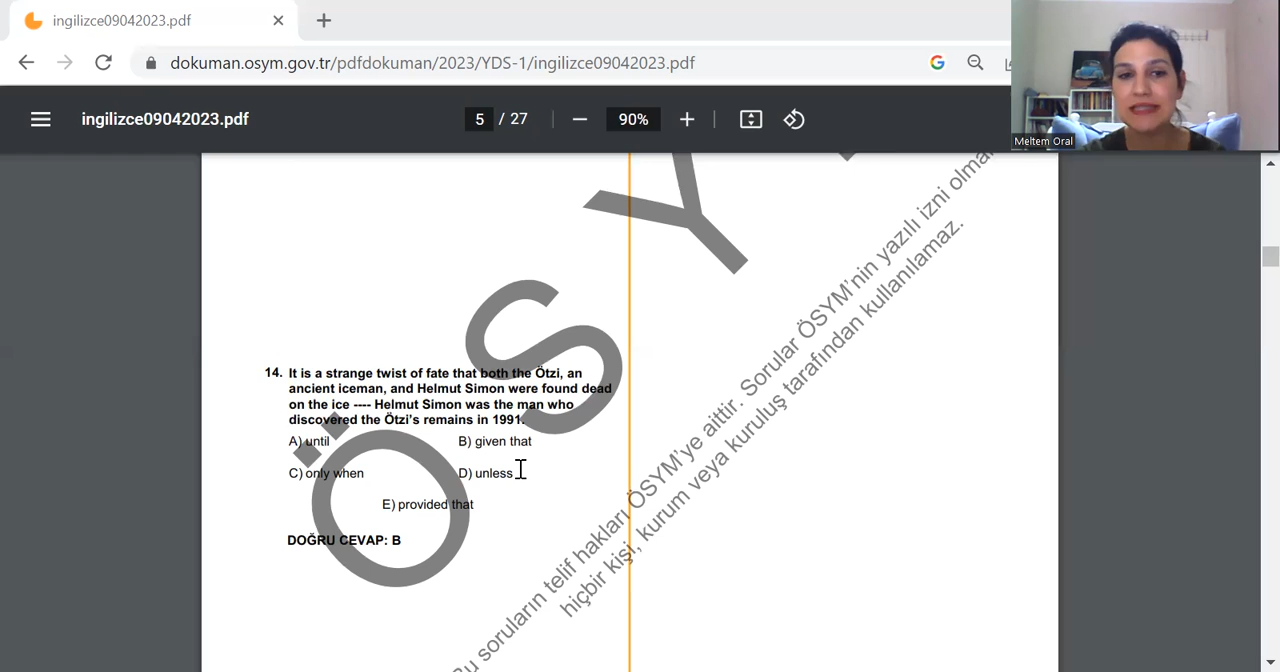 ingilizce09042023.pdf
dokuman.osym.gov.tr/pdfdokuman/2023/YDS-1/ingilizce09042023.pdf
ingilizce09042023.pdf
5 / 27
90%
Meltem Oral
ÖSY
14. It is a strange twist of fate that both the Ötzi, an
ancient iceman, and Helmut Simon were found dead
on the ice ---- Helmut Simon was the man who
discovered the Ötzi's remains in 1991.
A) until
B) given that
C) only when
D) unless
E) provided that
DOĞRU CEVAP: B
Bu soruların telif hakları ÖSYM'ye aittir. Sorular ÖSYM'nin yazılı izni
hiçbir kişi, kurum veya kuruluş tarafından kullanılamaz.